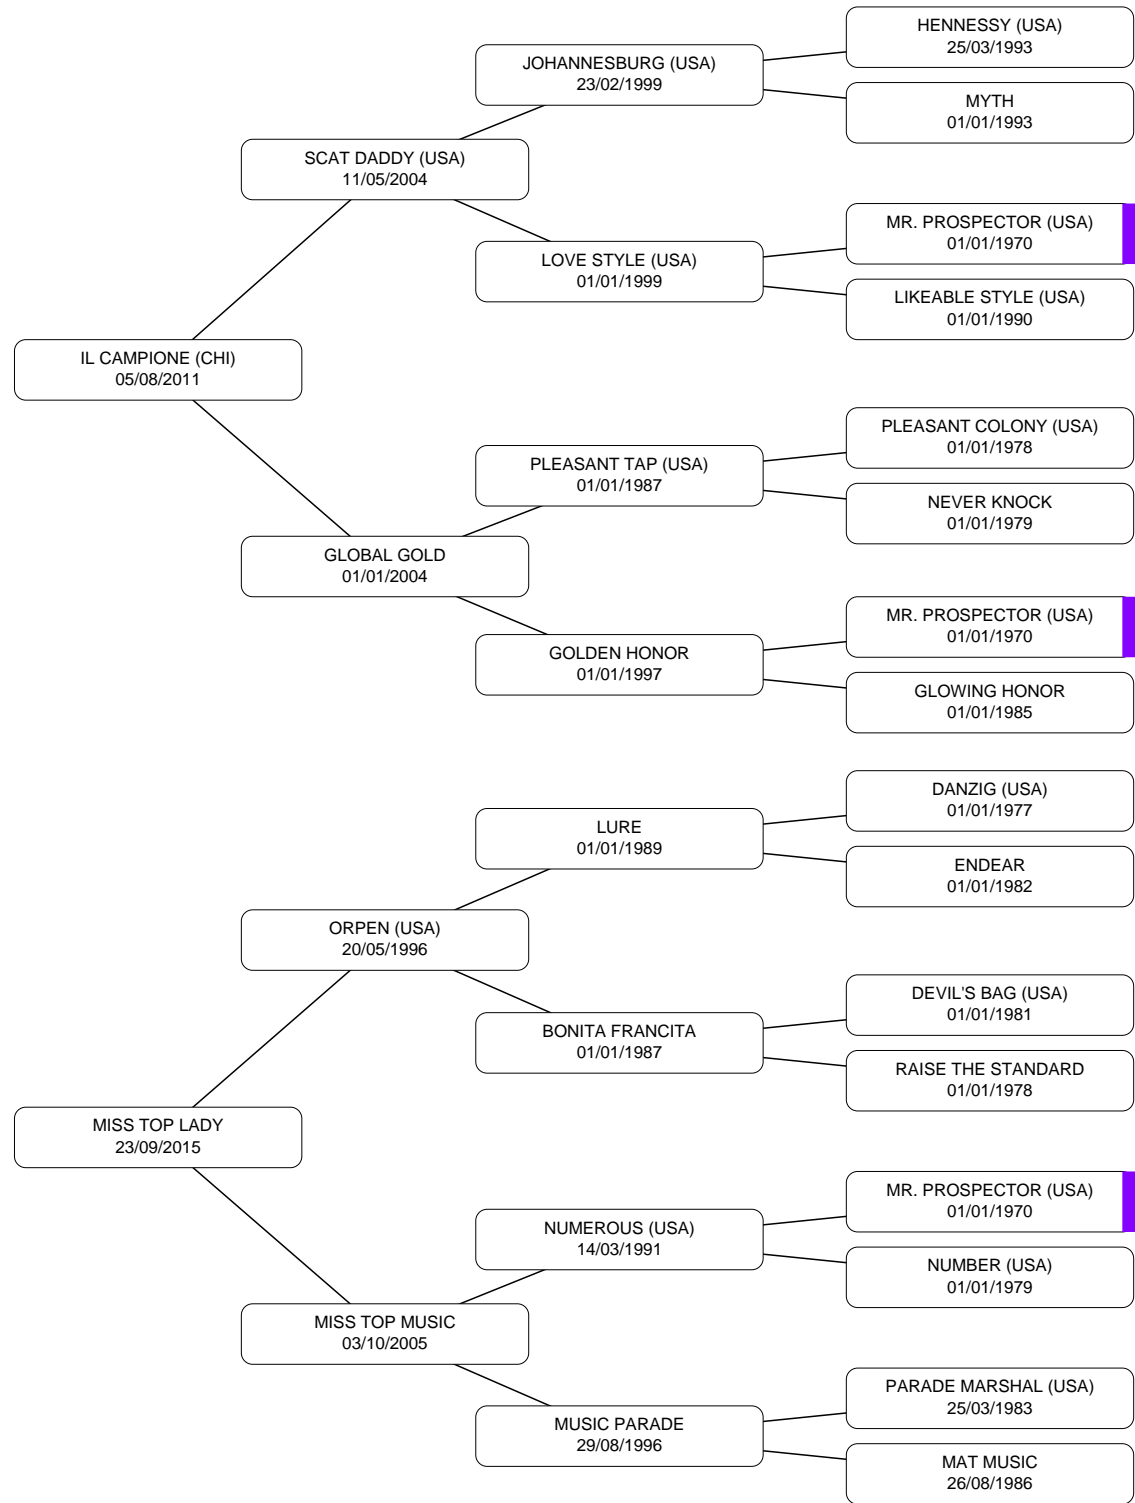 HENNESSY (USA)
25/03/1993
JOHANNESBURG (USA)
23/02/1999
MYTH
01/01/1993
SCAT DADDY (USA)
11/05/2004
MR. PROSPECTOR (USA)
01/01/1970
LOVE STYLE (USA)
01/01/1999
LIKEABLE STYLE (USA)
01/01/1990
IL CAMPIONE (CHI)
05/08/2011
PLEASANT COLONY (USA)
01/01/1978
PLEASANT TAP (USA)
01/01/1987
NEVER KNOCK
01/01/1979
GLOBAL GOLD
01/01/2004
MR. PROSPECTOR (USA)
01/01/1970
GOLDEN HONOR
01/01/1997
GLOWING HONOR
01/01/1985
DANZIG (USA)
01/01/1977
LURE
01/01/1989
ENDEAR
01/01/1982
ORPEN (USA)
20/05/1996
DEVIL'S BAG (USA)
01/01/1981
BONITA FRANCITA
01/01/1987
RAISE THE STANDARD
01/01/1978
MISS TOP LADY
23/09/2015
MR. PROSPECTOR (USA)
01/01/1970
NUMEROUS (USA)
14/03/1991
NUMBER (USA)
01/01/1979
MISS TOP MUSIC
03/10/2005
PARADE MARSHAL (USA)
25/03/1983
MUSIC PARADE
29/08/1996
MAT MUSIC
26/08/1986